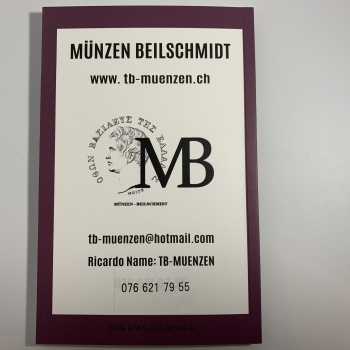 MÜNZEN BEILSCHMIDT
www. tb-muenzen.ch
ΟΘΩΝ ΒΑΣΙΛΕΥΣ ΤΗΣ ΕΛΛΑΔΟΣ
MB
MÜNZEN - BEILSCHMIDT
tb-muenzen@hotmail.com
Ricardo Name: TB-MUENZEN
076 621 79 55